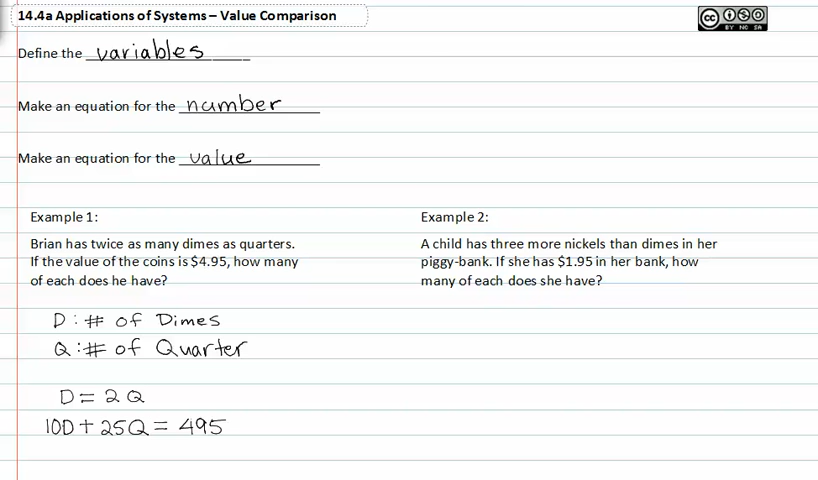 14.4a Applications of Systems – Value Comparison
cc BY NC SA
Define the variables
Make an equation for the number
Make an equation for the value
Example 1:
Brian has twice as many dimes as quarters.
If the value of the coins is $4.95, how many
of each does he have?
D : # of Dimes
Q : # of Quarter
D = 2Q
10D + 25Q = 495
Example 2:
A child has three more nickels than dimes in her
piggy-bank. If she has $1.95 in her bank, how
many of each does she have?